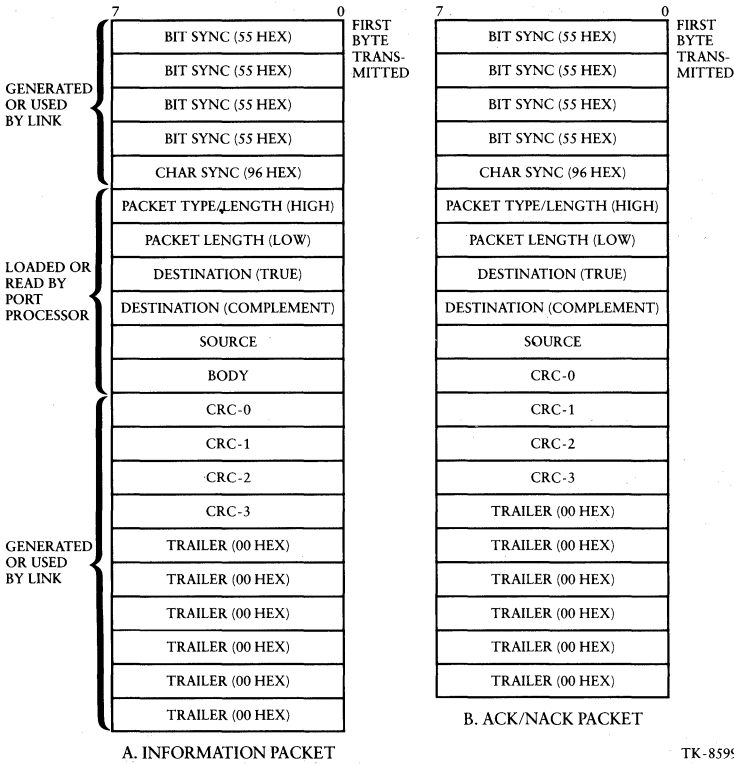 7 0
FIRST
BYTE
TRANS-
MITTED
GENERATED
OR USED
BY LINK
BIT SYNC (55 HEX)
BIT SYNC (55 HEX)
BIT SYNC (55 HEX)
BIT SYNC (55 HEX)
CHAR SYNC (96 HEX)
LOADED OR
READ BY
PORT
PROCESSOR
PACKET TYPE/LENGTH (HIGH)
PACKET LENGTH (LOW)
DESTINATION (TRUE)
DESTINATION (COMPLEMENT)
SOURCE
BODY
GENERATED
OR USED
BY LINK
CRC-0
CRC-1
CRC-2
CRC-3
TRAILER (00 HEX)
TRAILER (00 HEX)
TRAILER (00 HEX)
TRAILER (00 HEX)
TRAILER (00 HEX)
TRAILER (00 HEX)
A. INFORMATION PACKET
7 0
FIRST
BYTE
TRANS-
MITTED
BIT SYNC (55 HEX)
BIT SYNC (55 HEX)
BIT SYNC (55 HEX)
BIT SYNC (55 HEX)
CHAR SYNC (96 HEX)
PACKET TYPE/LENGTH (HIGH)
PACKET LENGTH (LOW)
DESTINATION (TRUE)
DESTINATION (COMPLEMENT)
SOURCE
CRC-0
CRC-1
CRC-2
CRC-3
TRAILER (00 HEX)
TRAILER (00 HEX)
TRAILER (00 HEX)
TRAILER (00 HEX)
TRAILER (00 HEX)
TRAILER (00 HEX)
B. ACK/NACK PACKET
TK-8599